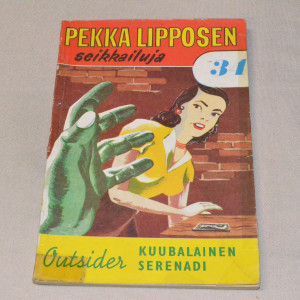 PEKKA LIPPOSEN
seikkailuja
31
Outsider
KUUBALAINEN
SERENADI